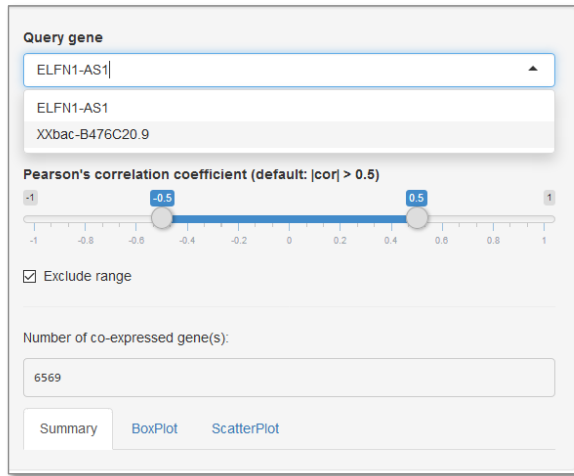 Query gene
ELFN1-AS1
ELFN1-AS1
XXbac-B476C20.9
Pearson's correlation coefficient (default: |cor| > 0.5)
-1 -0.5 0.5 1
-1 -0.8 -0.6 -0.4 -0.2 0 0.2 0.4 0.6 0.8 1
Exclude range
Number of co-expressed gene(s):
6569
Summary BoxPlot ScatterPlot